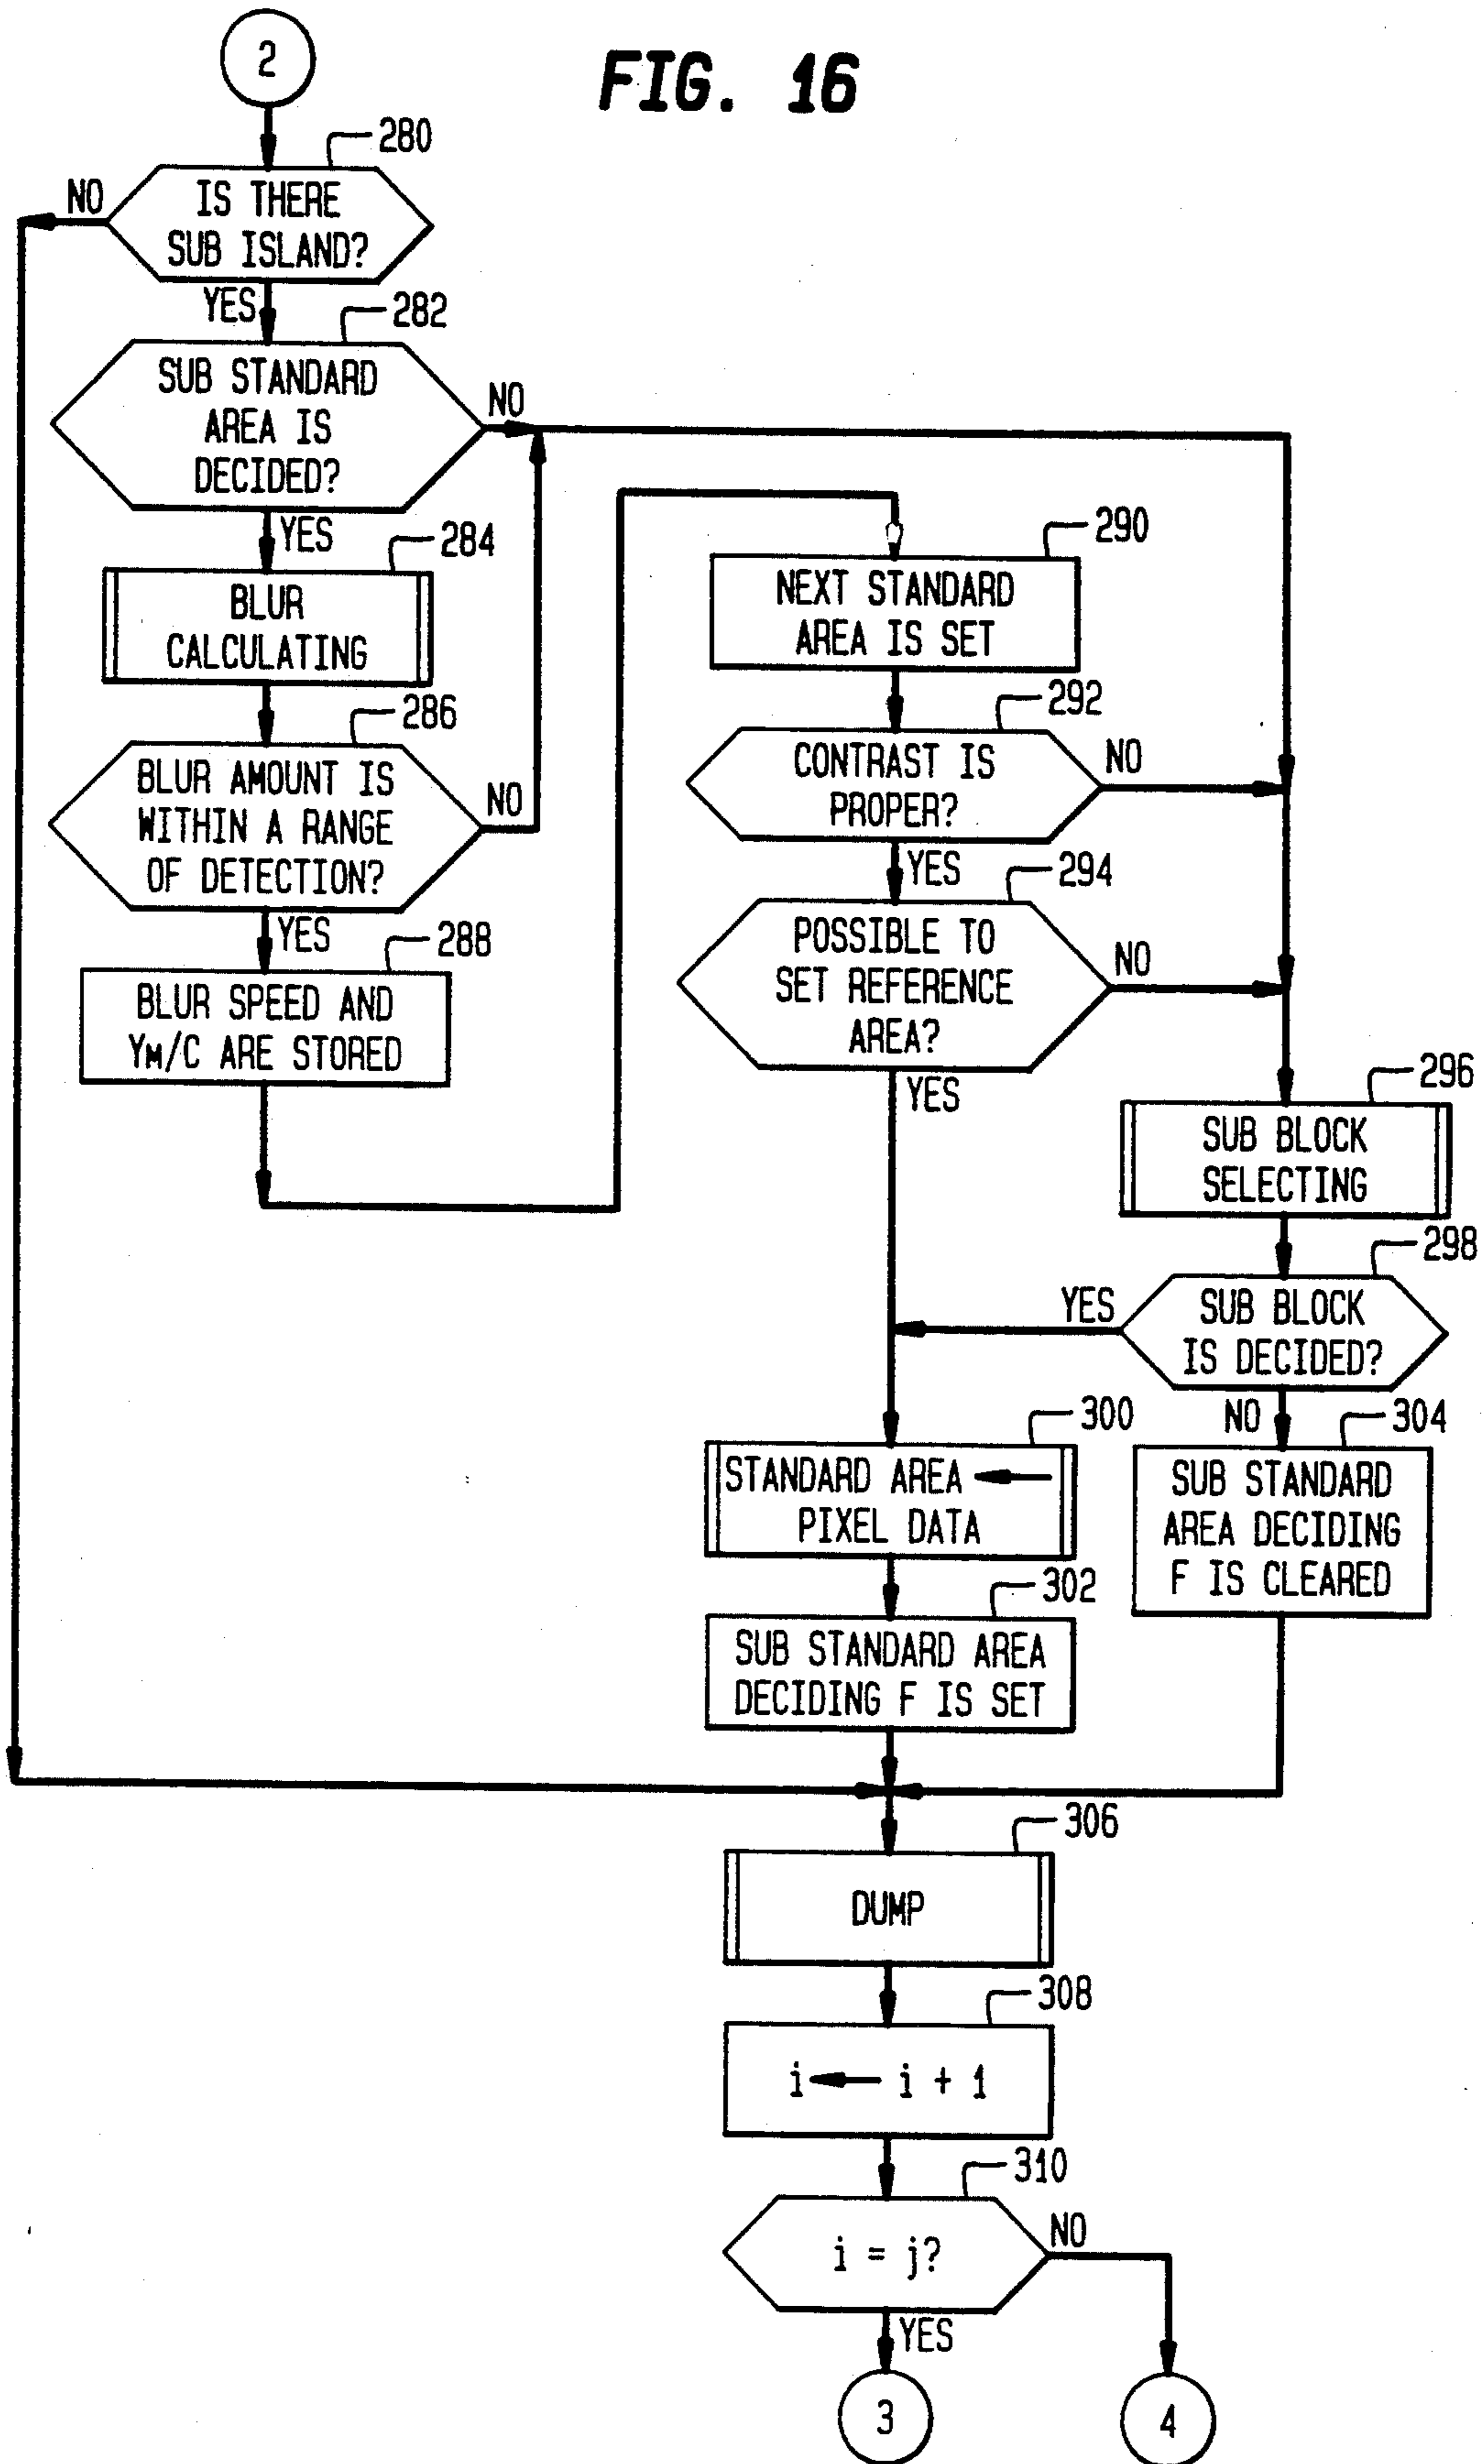 FIG. 16
2
280
IS THERE
SUB ISLAND?
NO
YES
282
SUB STANDARD
AREA IS
DECIDED?
NO
YES
284
BLUR
CALCULATING
286
BLUR AMOUNT IS
WITHIN A RANGE
OF DETECTION?
NO
YES
288
BLUR SPEED AND
YM/C ARE STORED
290
NEXT STANDARD
AREA IS SET
292
CONTRAST IS
PROPER?
NO
YES
294
POSSIBLE TO
SET REFERENCE
AREA?
NO
YES
296
SUB BLOCK
SELECTING
298
SUB BLOCK
IS DECIDED?
YES
NO
300
STANDARD AREA ←
PIXEL DATA
302
SUB STANDARD AREA
DECIDING F IS SET
304
SUB STANDARD
AREA DECIDING
F IS CLEARED
306
DUMP
308
i ← i + 1
310
i = j?
NO
YES
3
4